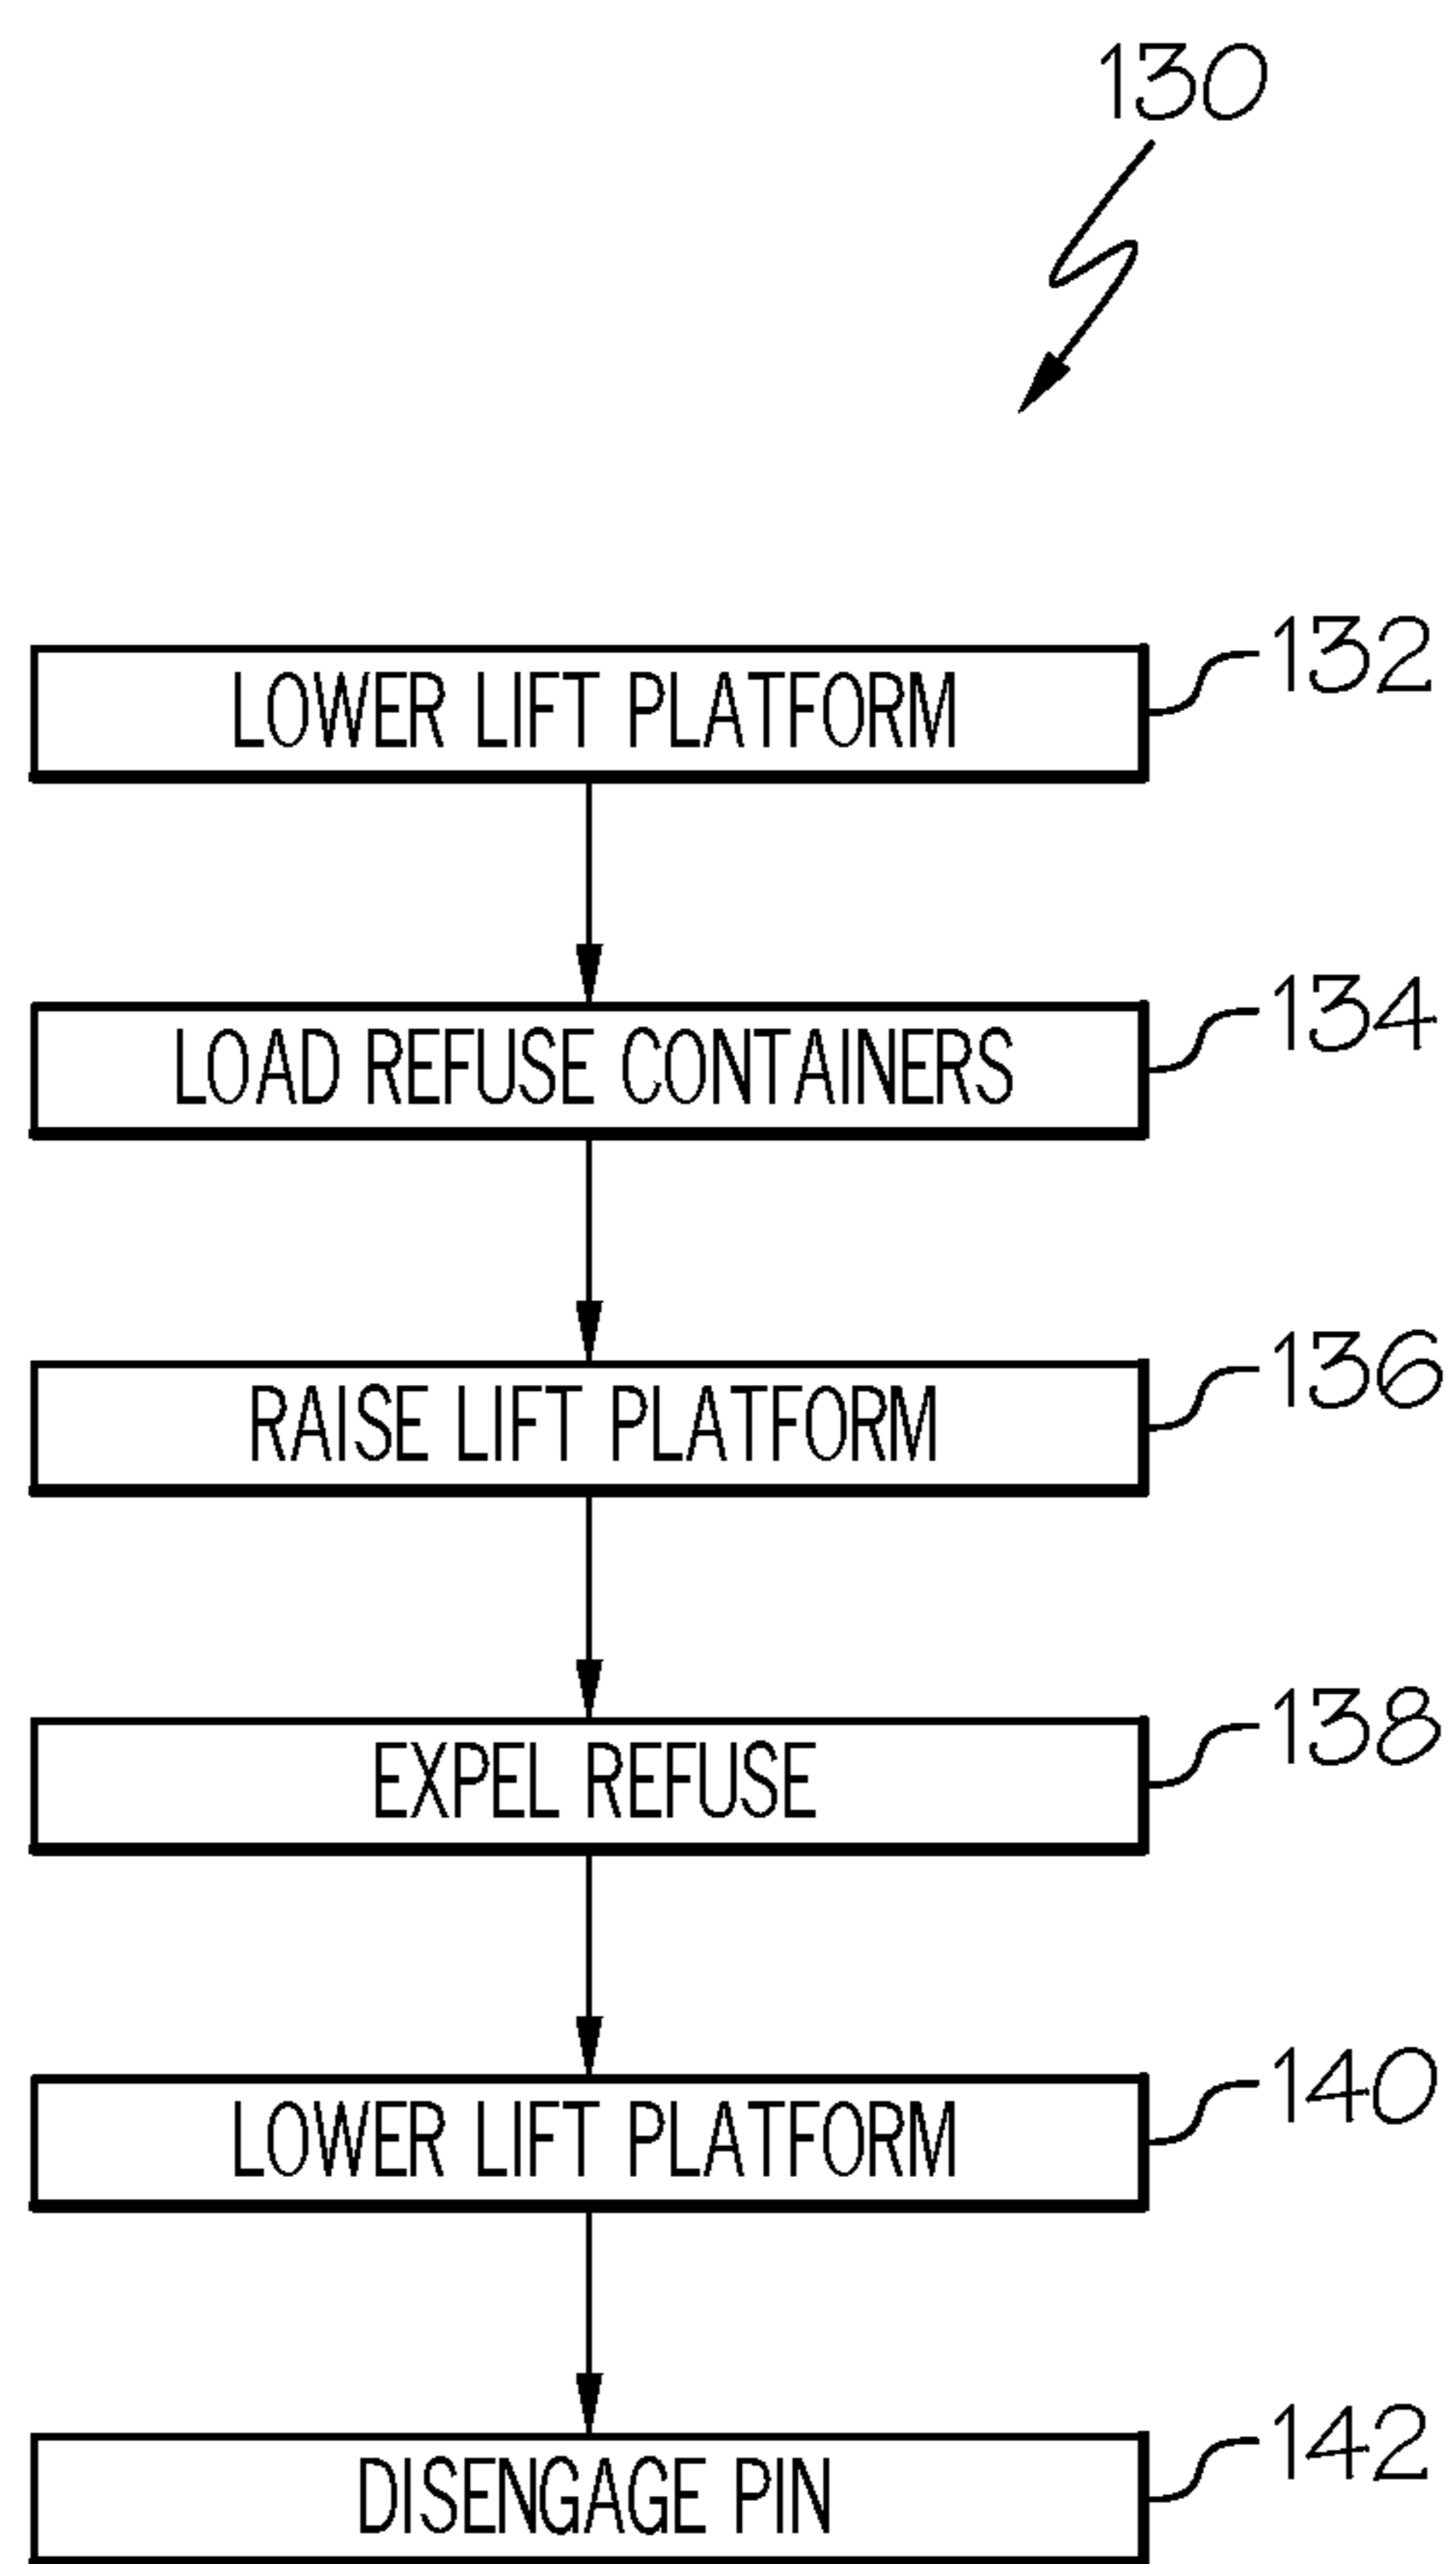 130
LOWER LIFT PLATFORM
132
LOAD REFUSE CONTAINERS
134
RAISE LIFT PLATFORM
136
EXPEL REFUSE
138
LOWER LIFT PLATFORM
140
DISENGAGE PIN
142